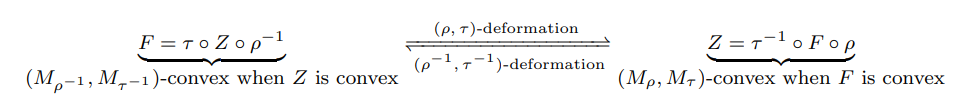 F = τ ∘ Z ∘ ρ⁻¹
(M_{ρ⁻¹}, M_{τ⁻¹})-convex when Z is convex
(ρ, τ)-deformation
(ρ⁻¹, τ⁻¹)-deformation
Z = τ⁻¹ ∘ F ∘ ρ
(M_ρ, M_τ)-convex when F is convex